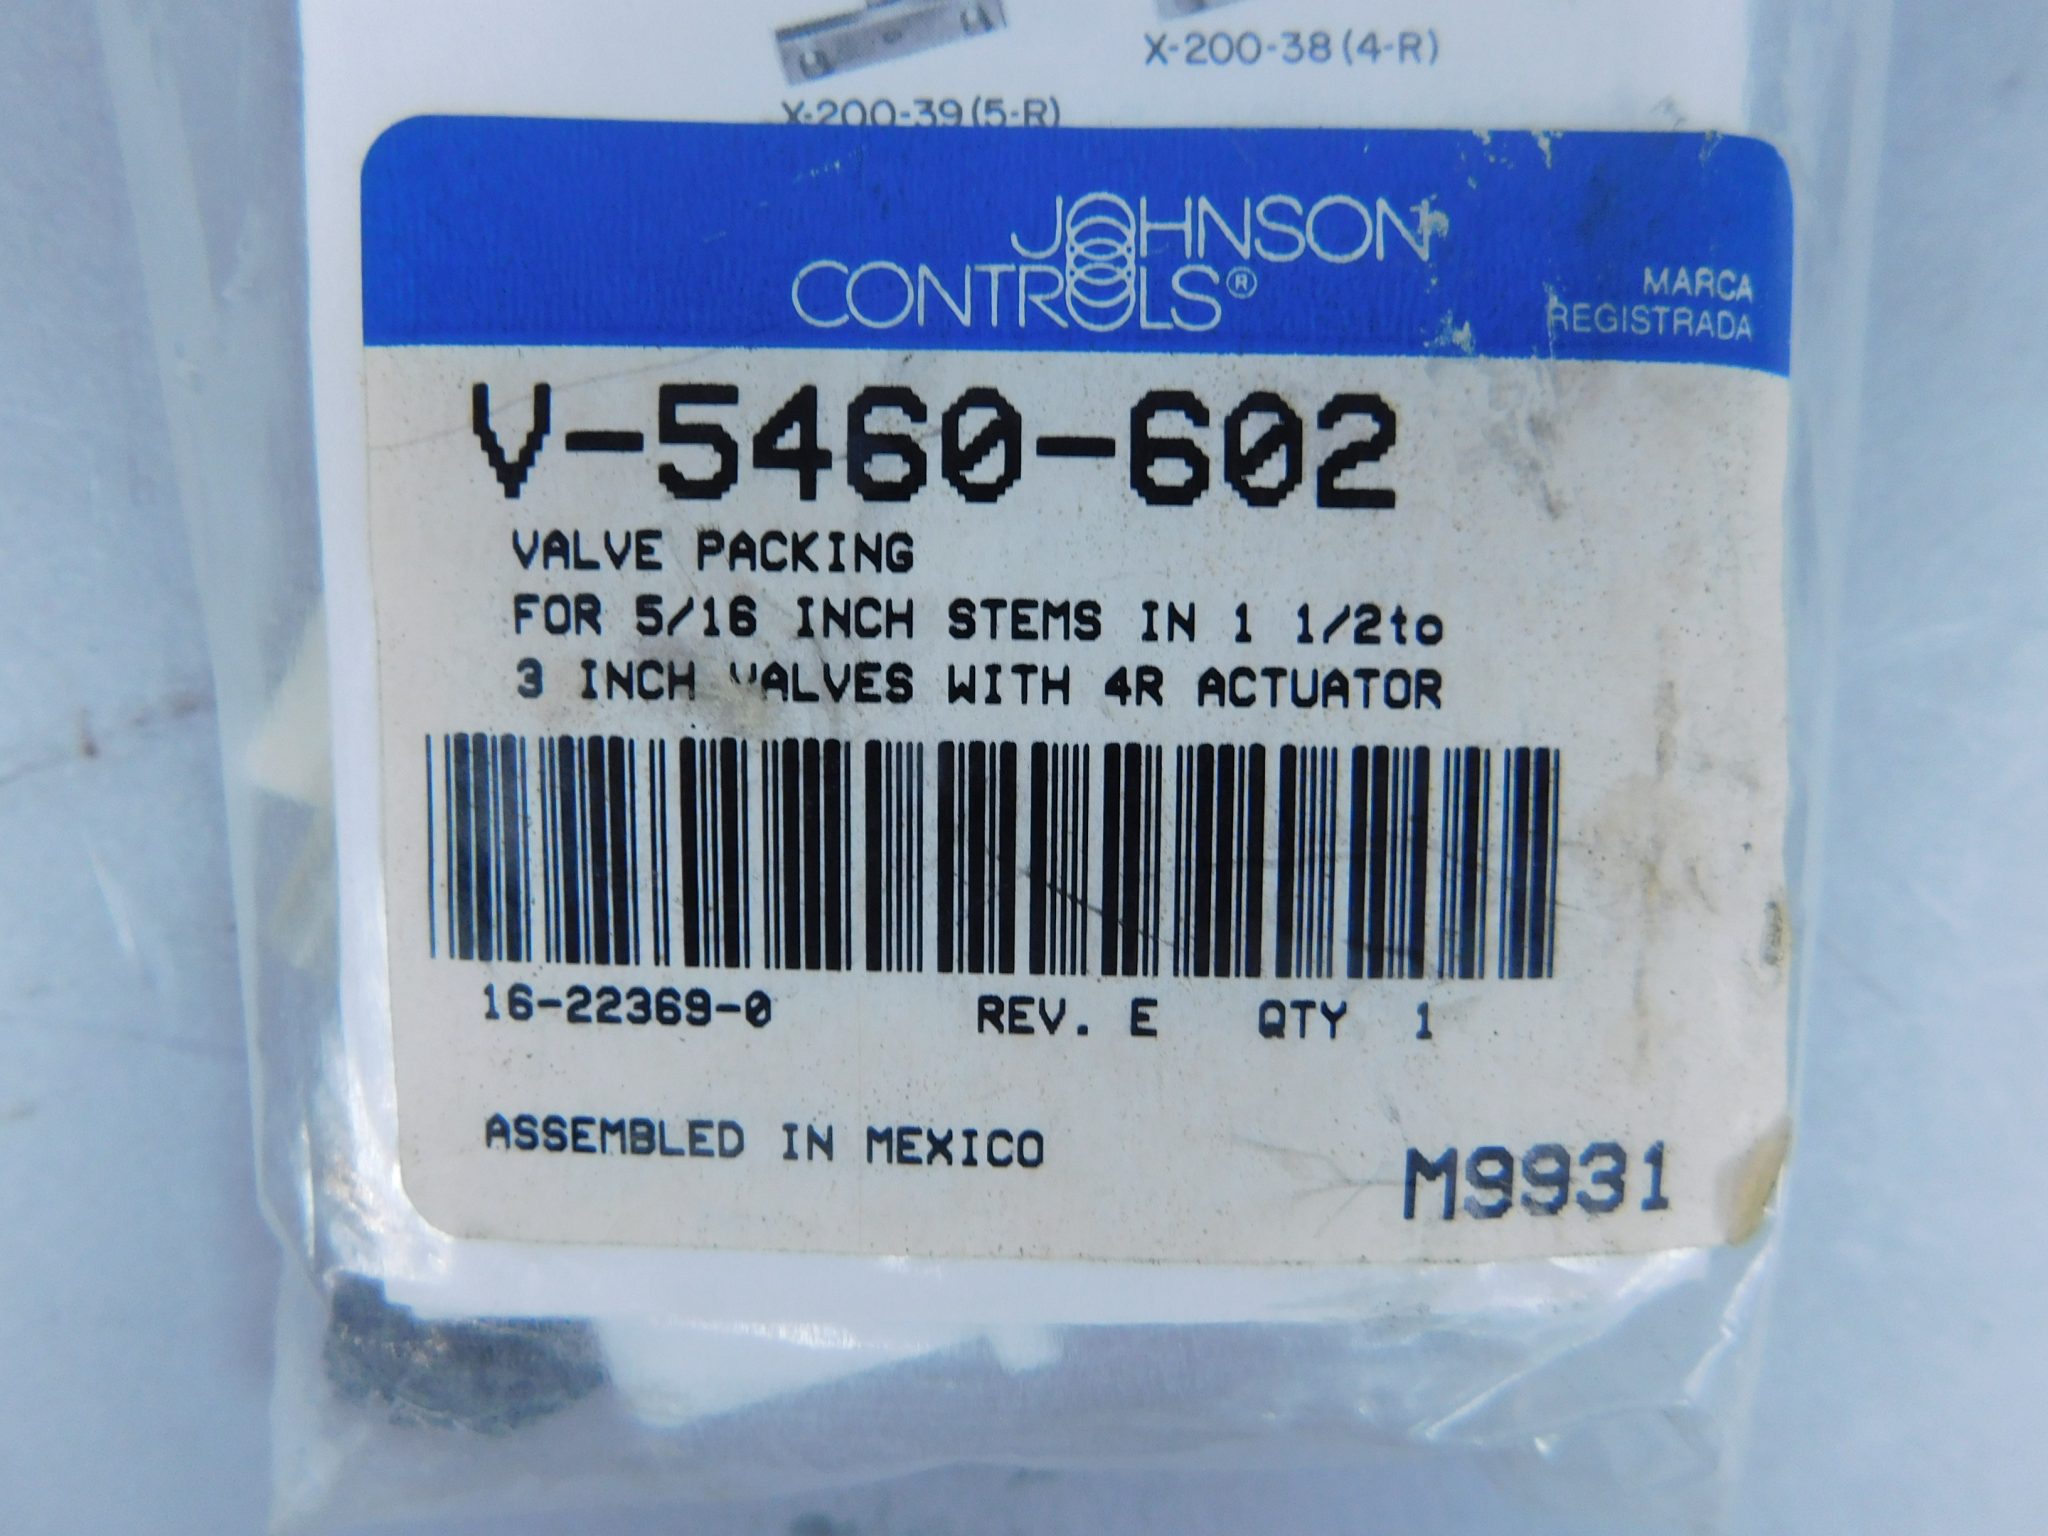 X-200-38 (4-R)
X-200-39 (5-R)
JOHNSON
CONTROLS®
MARCA
REGISTRADA
V-5460-602
VALVE PACKING
FOR 5/16 INCH STEMS IN 1 1/2to
3 INCH VALVES WITH 4R ACTUATOR
16-22369-0 REV. E QTY 1
ASSEMBLED IN MEXICO
M9931